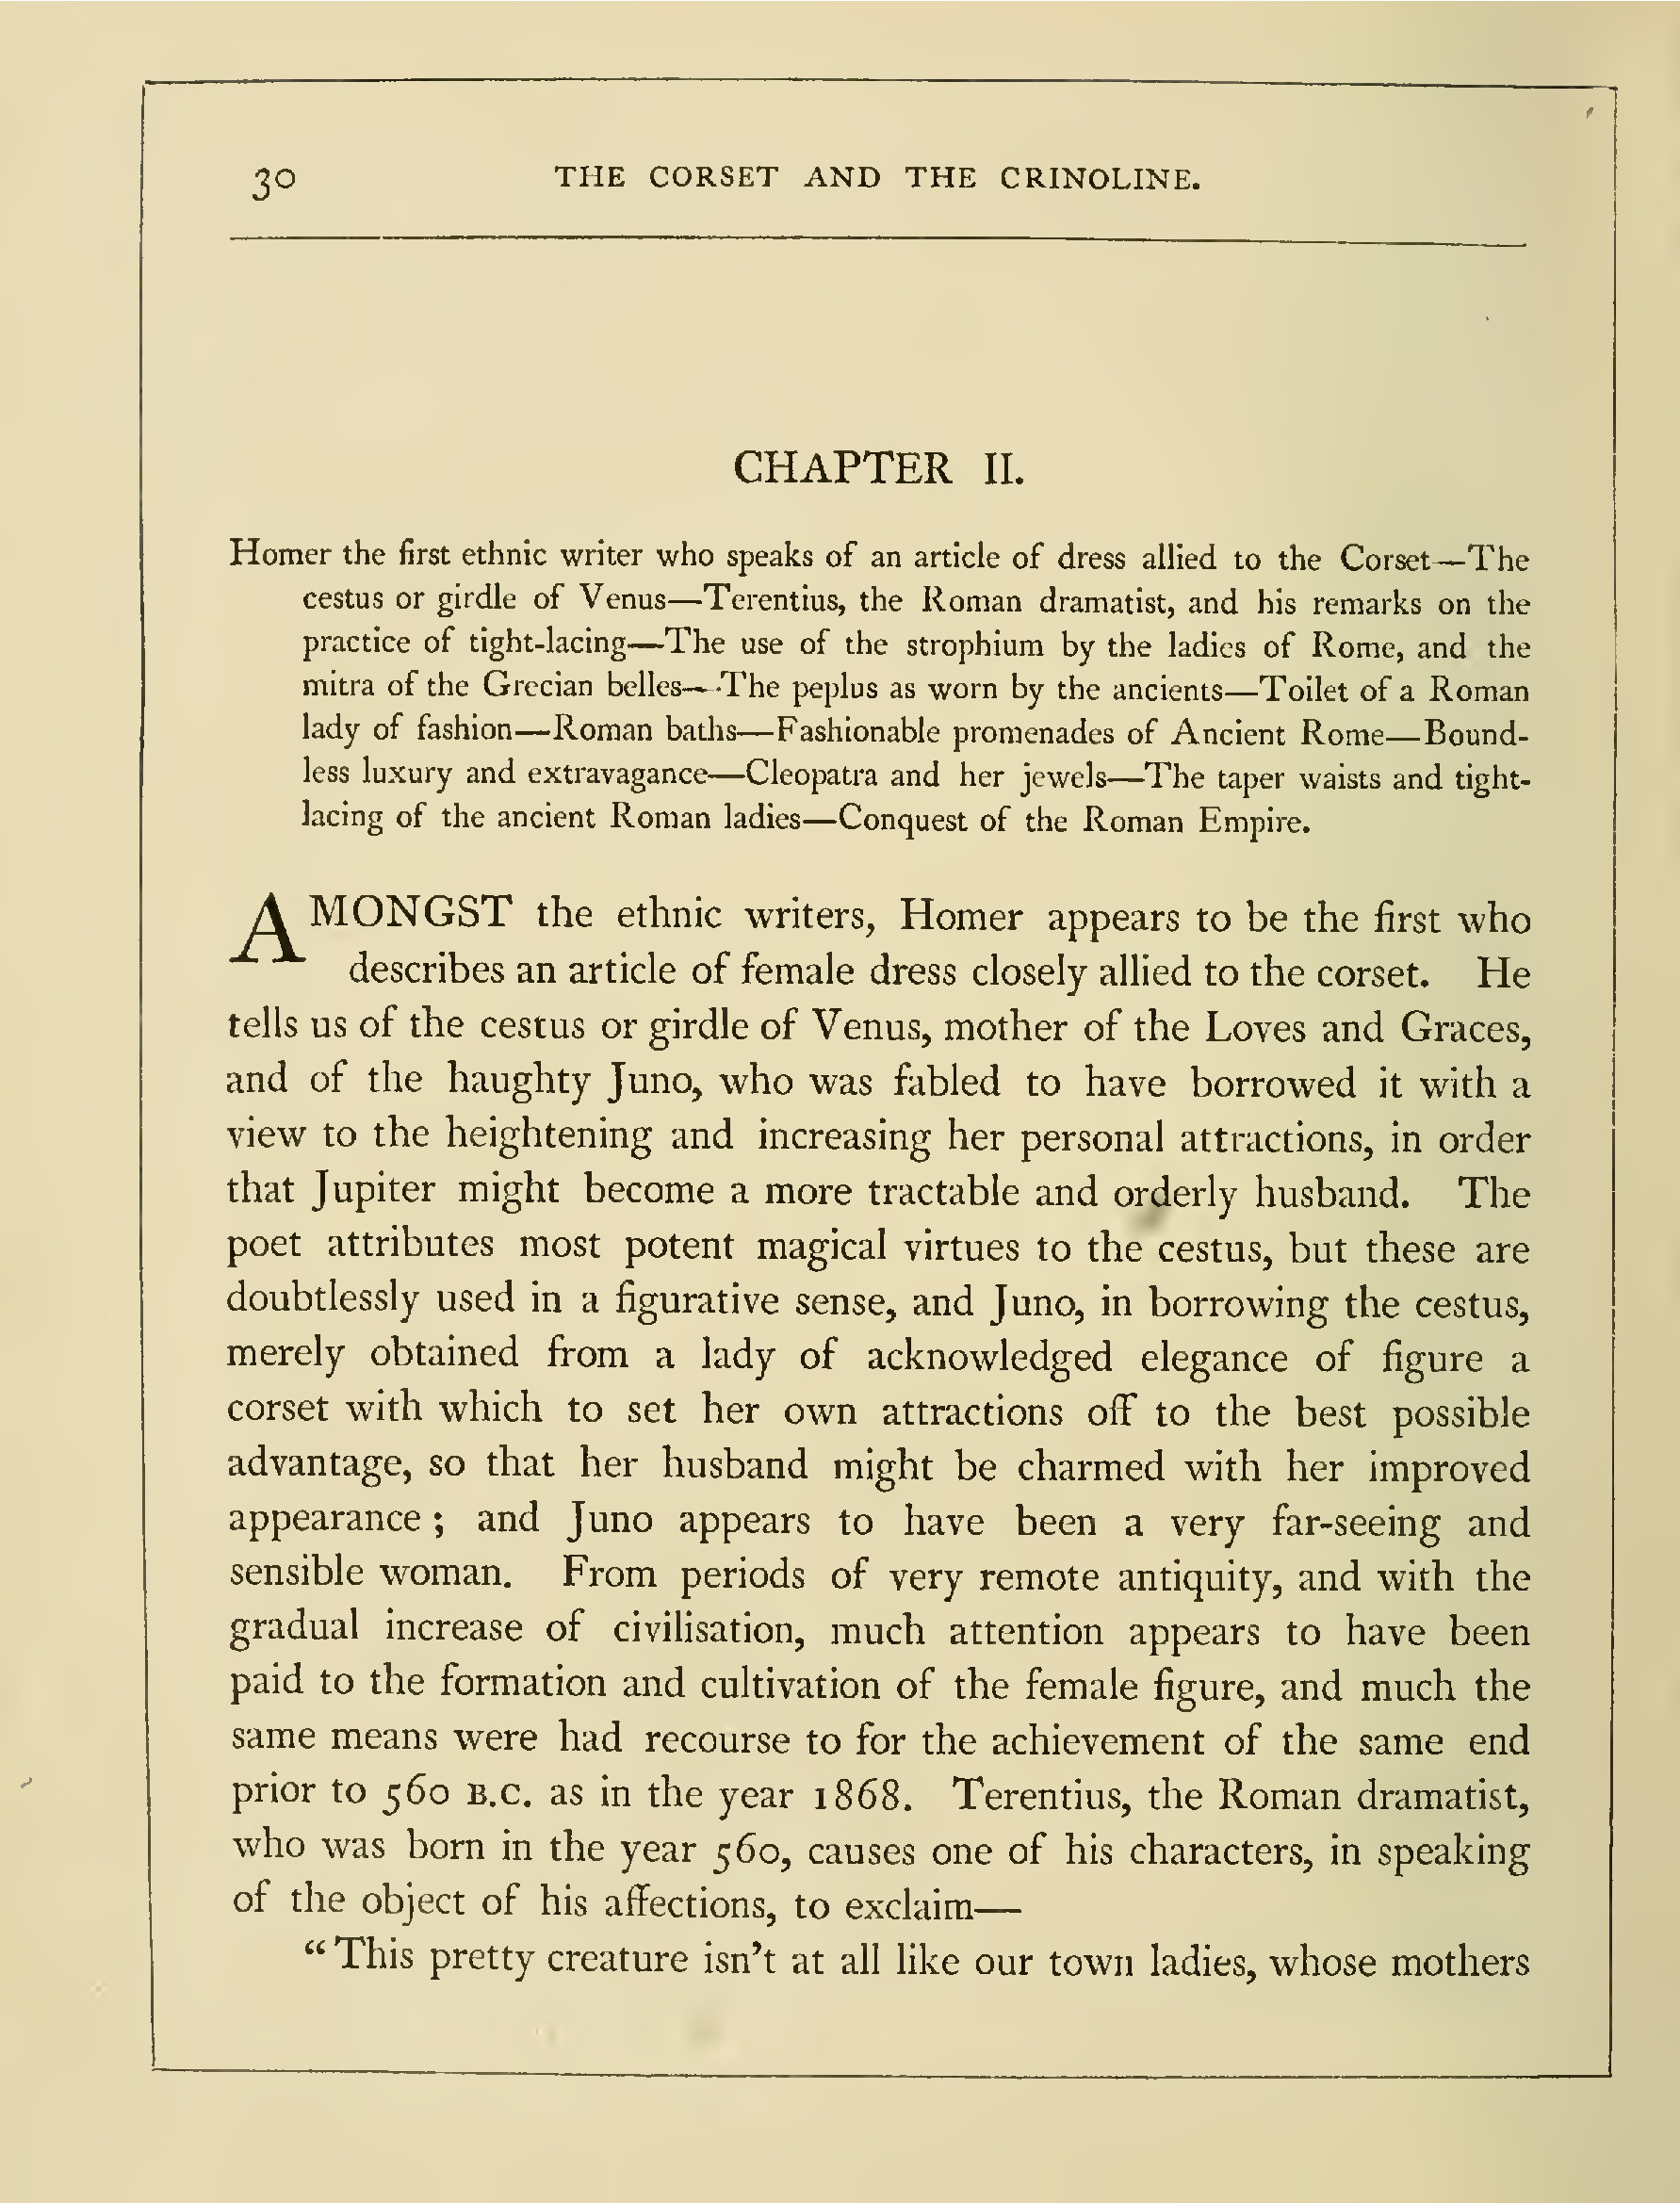 30 THE CORSET AND THE CRINOLINE.
CHAPTER II.
Homer the first ethnic writer who speaks of an article of dress allied to the Corset—The
cestus or girdle of Venus—Terentius, the Roman dramatist, and his remarks on the
practice of tight-lacing—The use of the strophium by the ladies of Rome, and the
mitra of the Grecian belles—The peplus as worn by the ancients—Toilet of a Roman
lady of fashion—Roman baths—Fashionable promenades of Ancient Rome—Bound-
less luxury and extravagance—Cleopatra and her jewels—The taper waists and tight-
lacing of the ancient Roman ladies—Conquest of the Roman Empire.
AMONGST the ethnic writers, Homer appears to be the first who
describes an article of female dress closely allied to the corset. He
tells us of the cestus or girdle of Venus, mother of the Loves and Graces,
and of the haughty Juno, who was fabled to have borrowed it with a
view to the heightening and increasing her personal attractions, in order
that Jupiter might become a more tractable and orderly husband. The
poet attributes most potent magical virtues to the cestus, but these are
doubtlessly used in a figurative sense, and Juno, in borrowing the cestus,
merely obtained from a lady of acknowledged elegance of figure a
corset with which to set her own attractions off to the best possible
advantage, so that her husband might be charmed with her improved
appearance ; and Juno appears to have been a very far-seeing and
sensible woman. From periods of very remote antiquity, and with the
gradual increase of civilisation, much attention appears to have been
paid to the formation and cultivation of the female figure, and much the
same means were had recourse to for the achievement of the same end
prior to 560 B.C. as in the year 1868. Terentius, the Roman dramatist,
who was born in the year 560, causes one of his characters, in speaking
of the object of his affections, to exclaim—
“This pretty creature isn’t at all like our town ladies, whose mothers